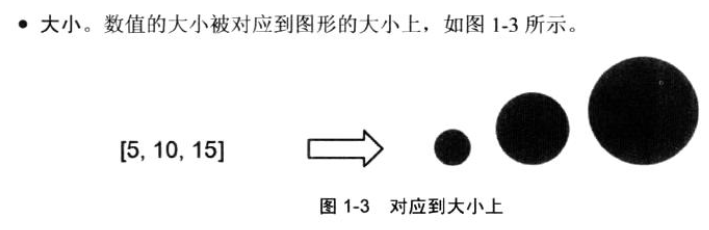 ● 大小。数值的大小被对应到图形的大小上，如图 1-3 所示。
[5, 10, 15]
图 1-3　对应到大小上